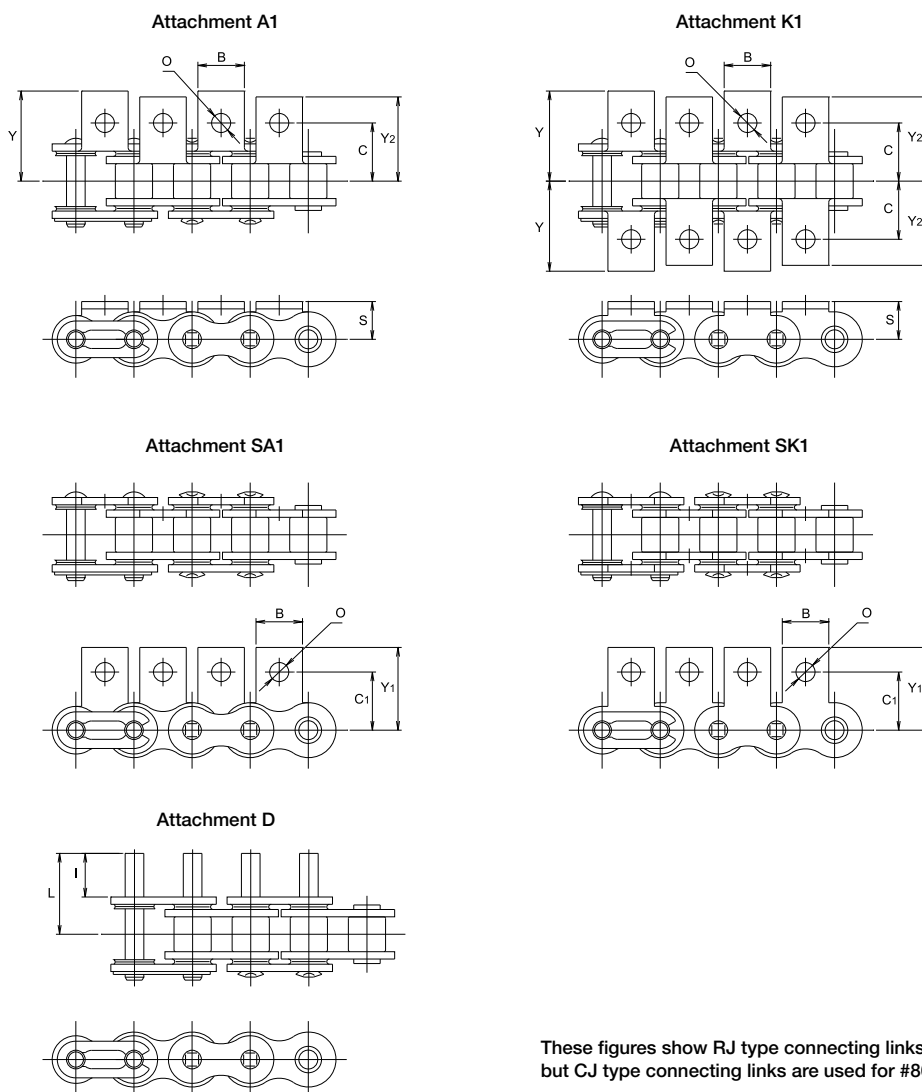 Attachment A1
O
B
Y
C
Y2
S
Attachment K1
O
B
Y
C
Y2
Y
C
Y2
S
Attachment SA1
B
O
C1
Y1
Attachment SK1
B
O
C1
Y1
Attachment D
L
I
These figures show RJ type connecting links
but CJ type connecting links are used for